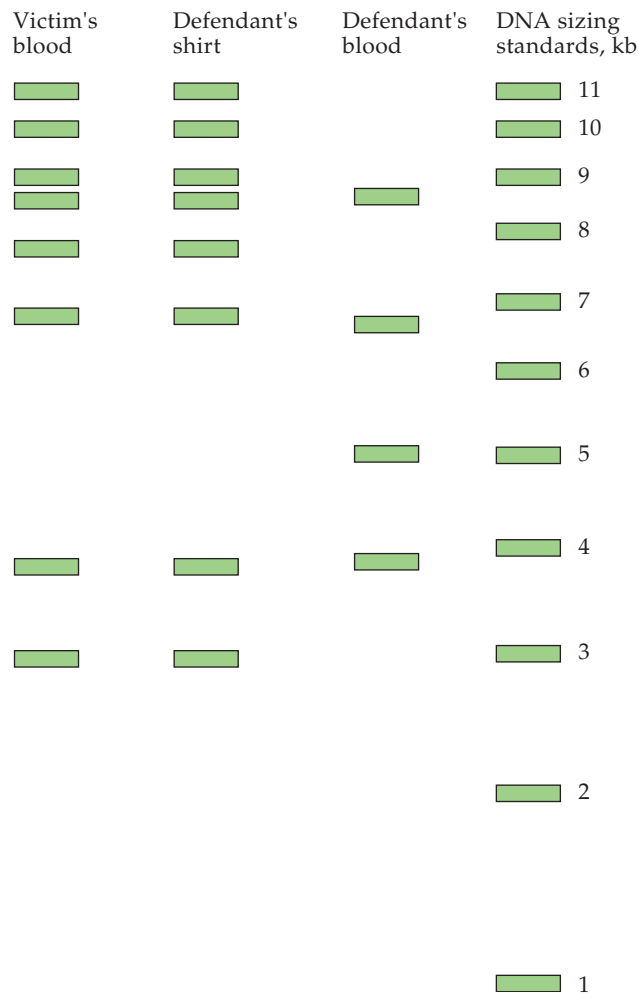 Victim's
blood
Defendant's
shirt
Defendant's
blood
DNA sizing
standards, kb
11
10
9
8
7
6
5
4
3
2
1